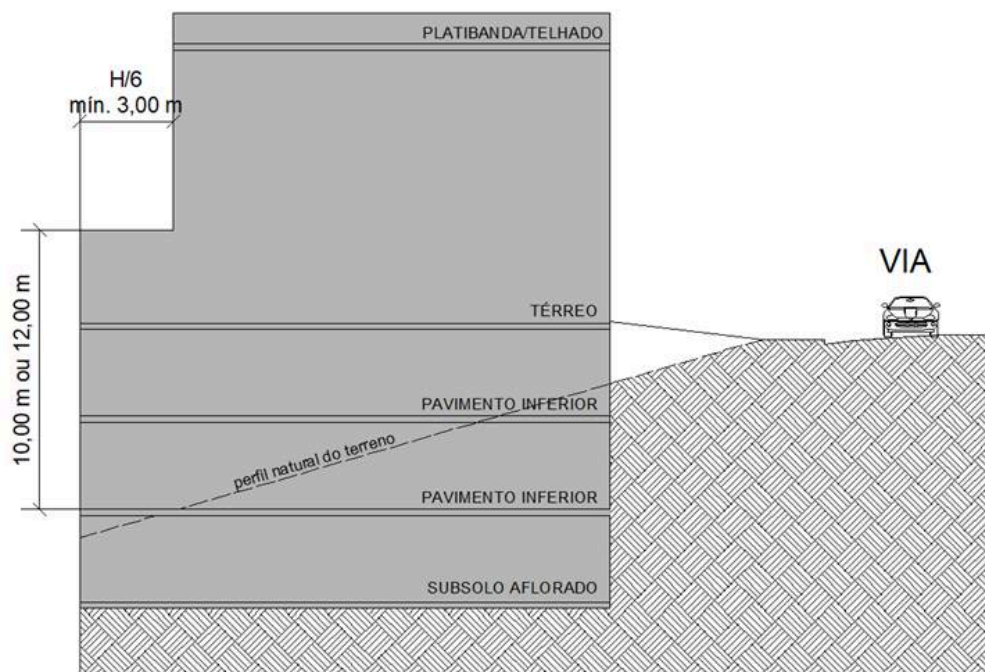 PLATIBANDA/TELHADO
H/6
mín. 3,00 m
VIA
10,00 m ou 12,00 m
TÉRREO
PAVIMENTO INFERIOR
perfil natural do terreno
PAVIMENTO INFERIOR
SUBSOLO AFLORADO